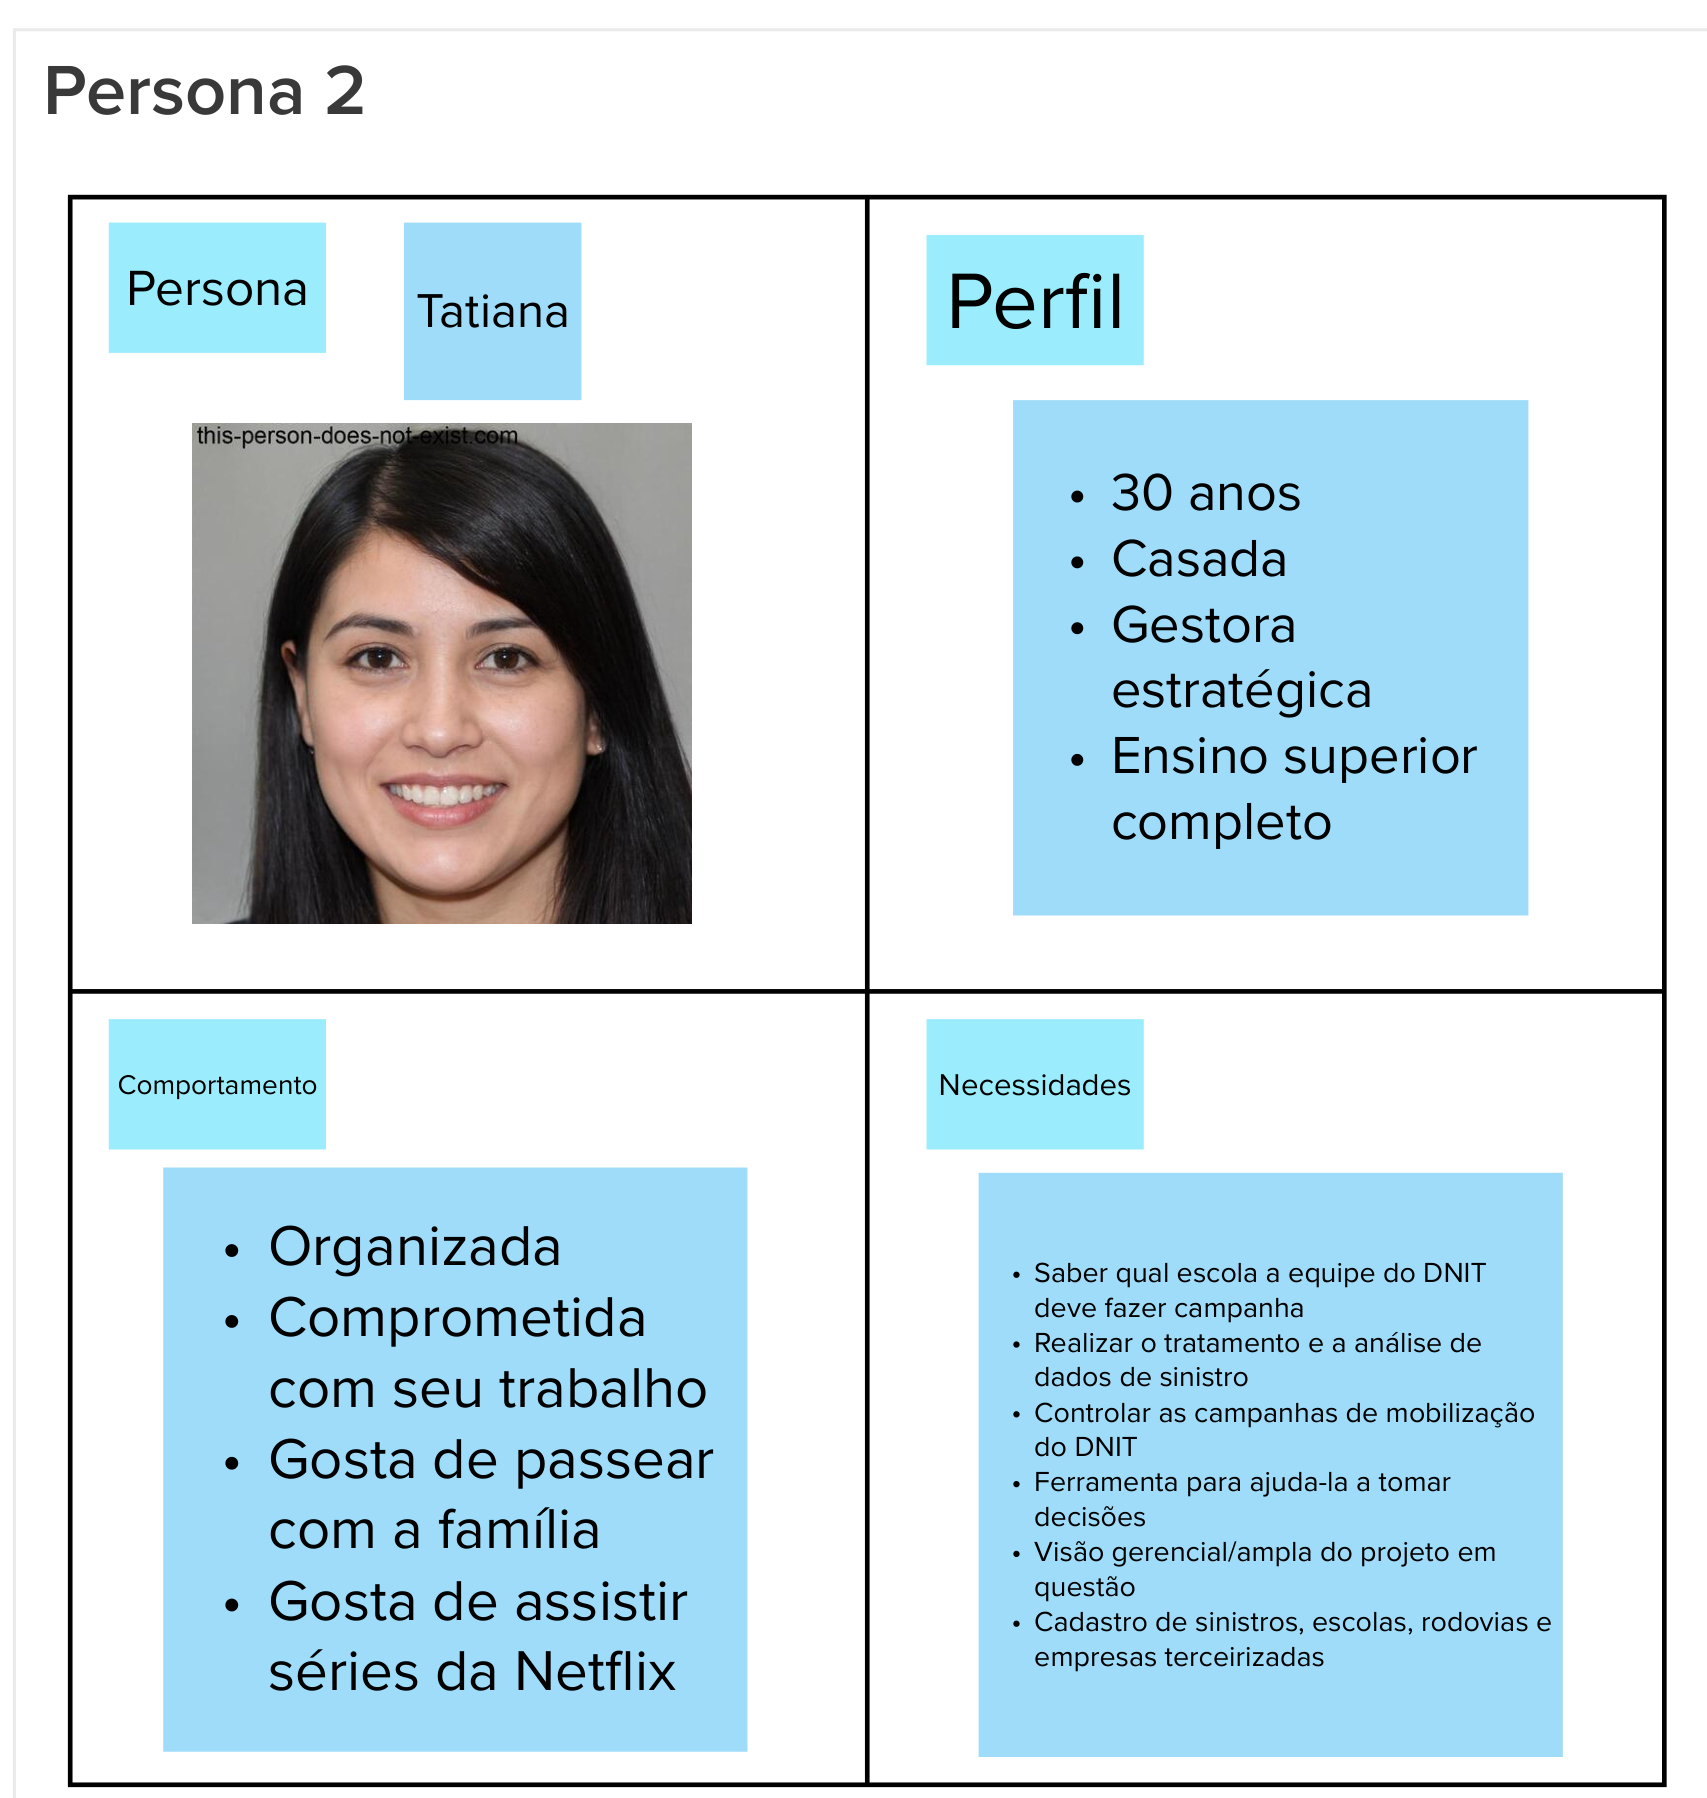 Persona 2
Persona
Tatiana
this-person-does-not-exist.com
Perfil
• 30 anos
• Casada
• Gestora
estratégica
• Ensino superior
completo
Comportamento
• Organizada
• Comprometida
com seu trabalho
• Gosta de passear
com a família
• Gosta de assistir
séries da Netflix
Necessidades
• Saber qual escola a equipe do DNIT
deve fazer campanha
• Realizar o tratamento e a análise de
dados de sinistro
• Controlar as campanhas de mobilização
do DNIT
• Ferramenta para ajuda-la a tomar
decisões
• Visão gerencial/ampla do projeto em
questão
• Cadastro de sinistros, escolas, rodovias e
empresas terceirizadas